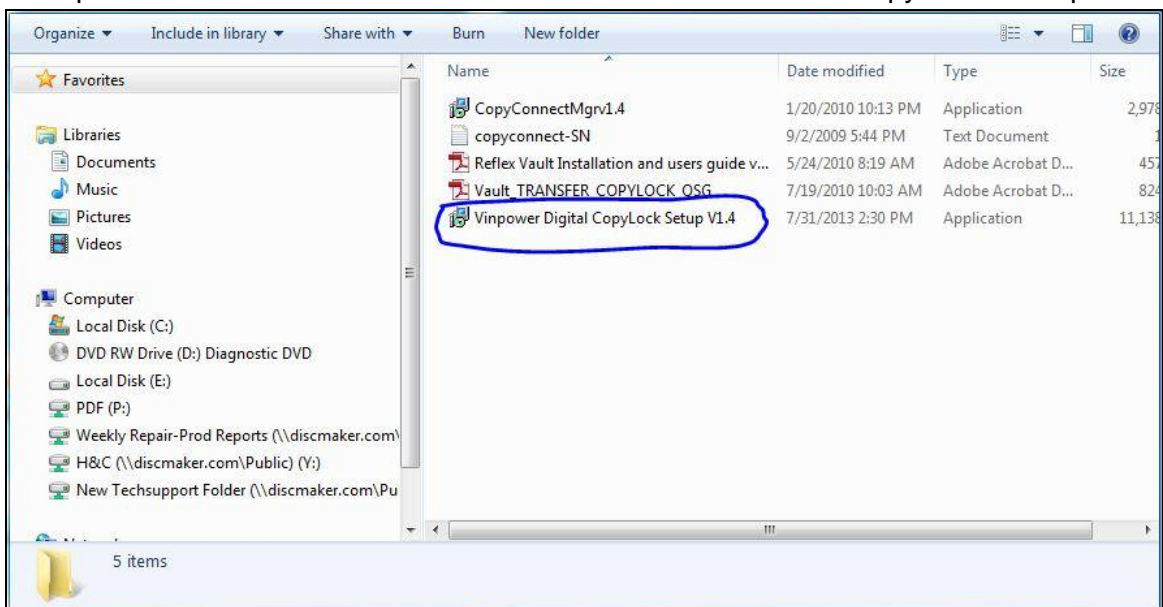 Organize Include in library Share with Burn New folder
Favorites
Libraries
Documents
Music
Pictures
Videos
Computer
Local Disk (C:)
DVD RW Drive (D:) Diagnostic DVD
Local Disk (E:)
PDF (P:)
Weekly Repair-Prod Reports (\\discmaker.com\
H&C (\\discmaker.com\Public) (Y:)
New Techsupport Folder (\\discmaker.com\Pu
Name Date modified Type Size
CopyConnectMgrv1.4 1/20/2010 10:13 PM Application 2,978
copyconnect-SN 9/2/2009 5:44 PM Text Document 1
Reflex Vault Installation and users guide v... 5/24/2010 8:19 AM Adobe Acrobat D... 457
Vault_TRANSFER_COPYLOCK_QSG 7/19/2010 10:03 AM Adobe Acrobat D... 824
Vinpower Digital CopyLock Setup V1.4 7/31/2013 2:30 PM Application 11,138
5 items